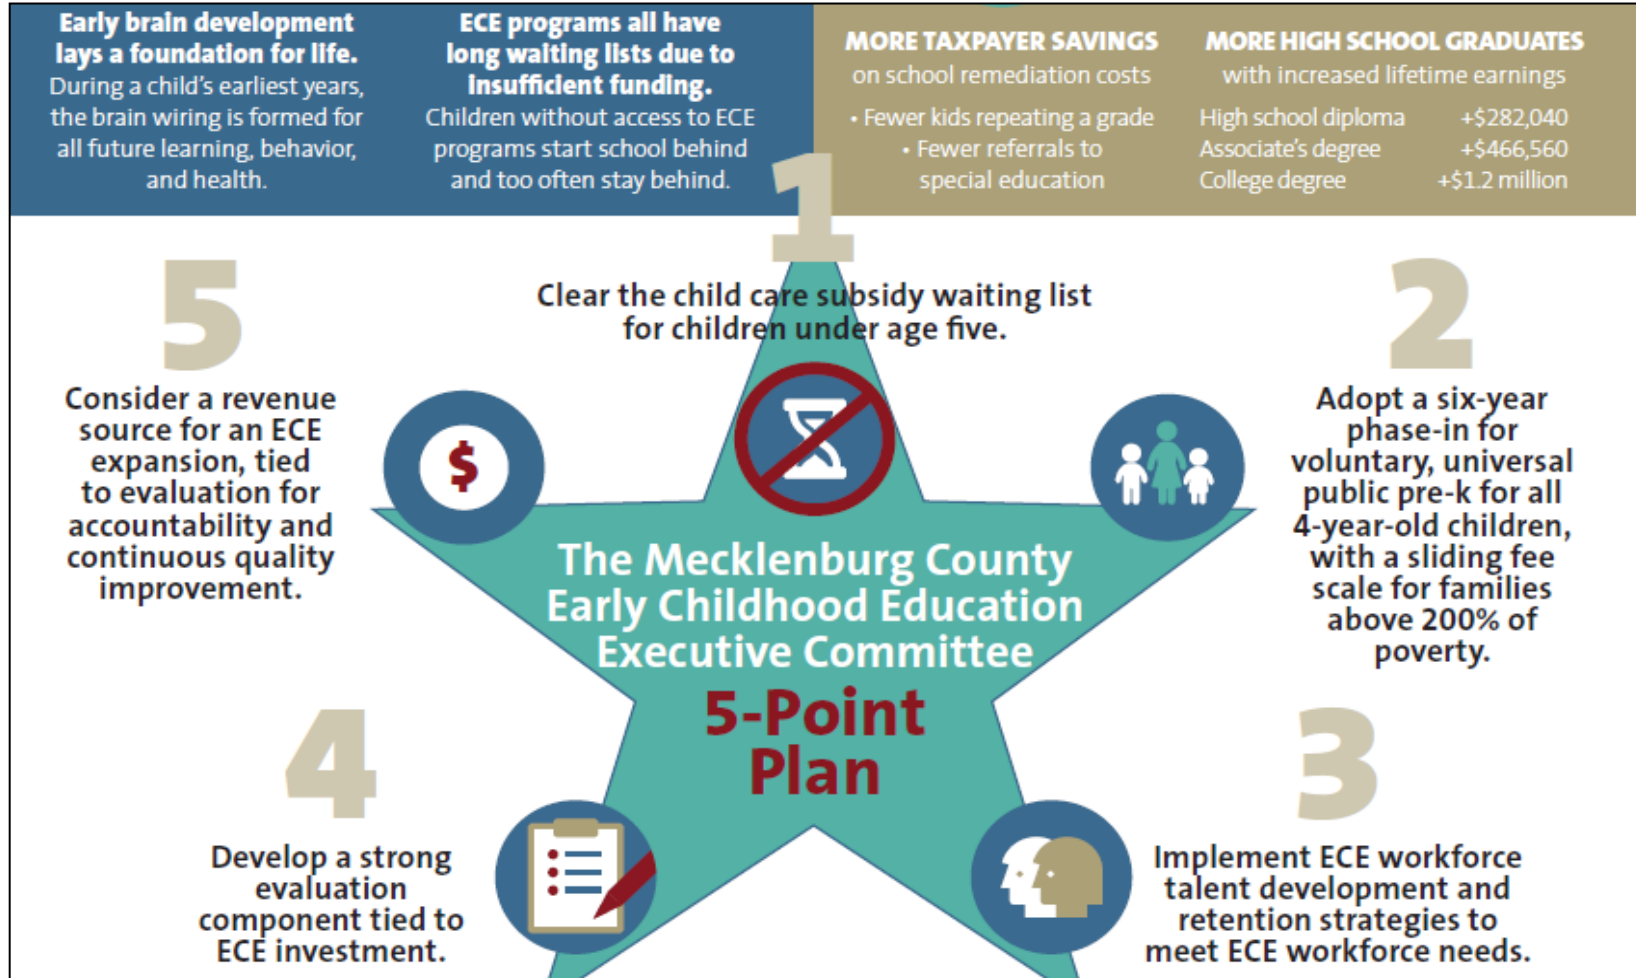 Early brain development
lays a foundation for life.
During a child's earliest years,
the brain wiring is formed for
all future learning, behavior,
and health.
ECE programs all have
long waiting lists due to
insufficient funding.
Children without access to ECE
programs start school behind
and too often stay behind.
MORE TAXPAYER SAVINGS
on school remediation costs
• Fewer kids repeating a grade
• Fewer referrals to
special education
MORE HIGH SCHOOL GRADUATES
with increased lifetime earnings
High school diploma +$282,040
Associate's degree +$466,560
College degree +$1.2 million
1
Clear the child care subsidy waiting list
for children under age five.
2
Adopt a six-year
phase-in for
voluntary, universal
public pre-k for all
4-year-old children,
with a sliding fee
scale for families
above 200% of
poverty.
3
Implement ECE workforce
talent development and
retention strategies to
meet ECE workforce needs.
4
Develop a strong
evaluation
component tied to
ECE investment.
5
Consider a revenue
source for an ECE
expansion, tied
to evaluation for
accountability and
continuous quality
improvement.
$
The Mecklenburg County
Early Childhood Education
Executive Committee
5-Point
Plan